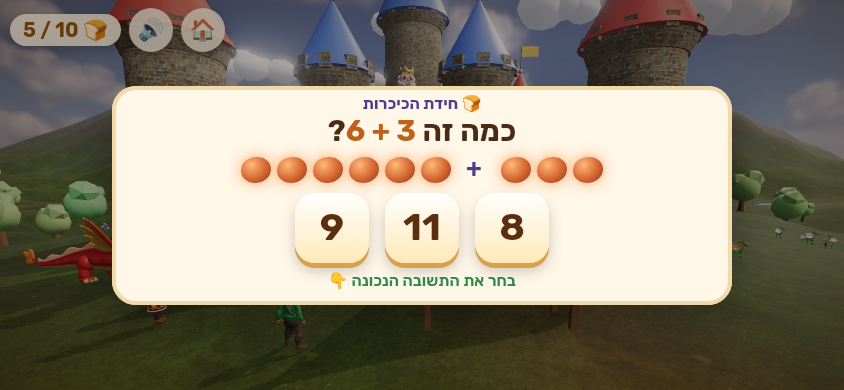 5 / 10
חידת הכיכרות
כמה זה 6 + 3?
+
9 11 8
בחר את התשובה הנכונה